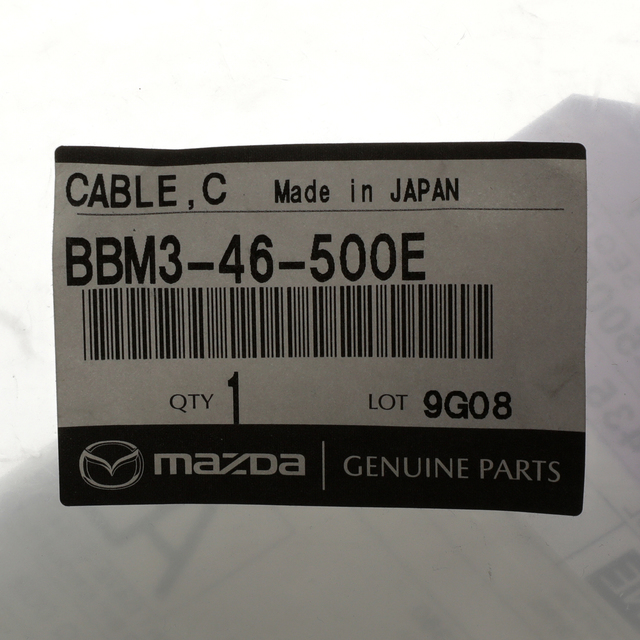 CABLE,C Made in JAPAN
BBM3-46-500E
QTY 1 LOT 9G08
mazda GENUINE PARTS